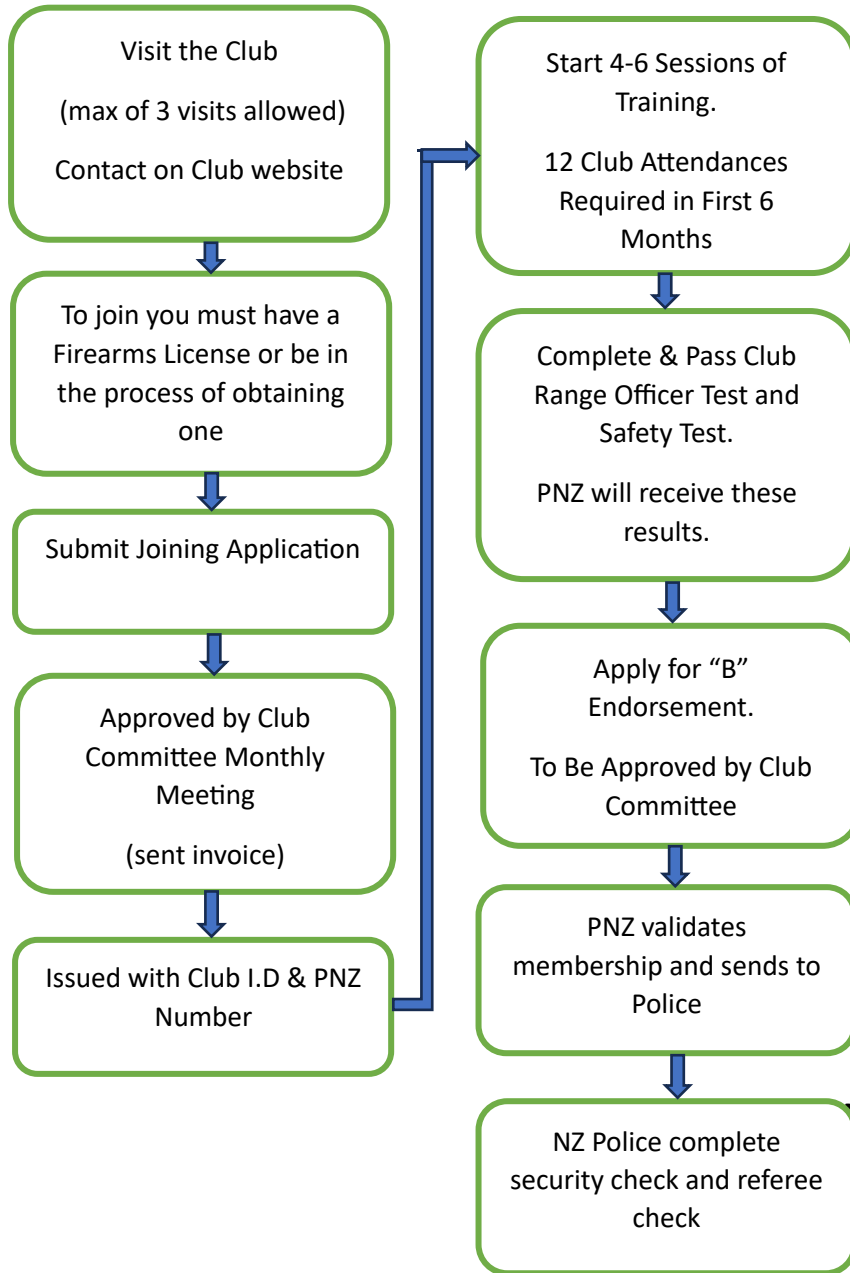 Visit the Club
(max of 3 visits allowed)
Contact on Club website
To join you must have a
Firearms License or be in
the process of obtaining
one
Submit Joining Application
Approved by Club
Committee Monthly
Meeting
(sent invoice)
Issued with Club I.D & PNZ
Number
Start 4-6 Sessions of
Training.
12 Club Attendances
Required in First 6
Months
Complete & Pass Club
Range Officer Test and
Safety Test.
PNZ will receive these
results.
Apply for “B”
Endorsement.
To Be Approved by Club
Committee
PNZ validates
membership and sends to
Police
NZ Police complete
security check and referee
check